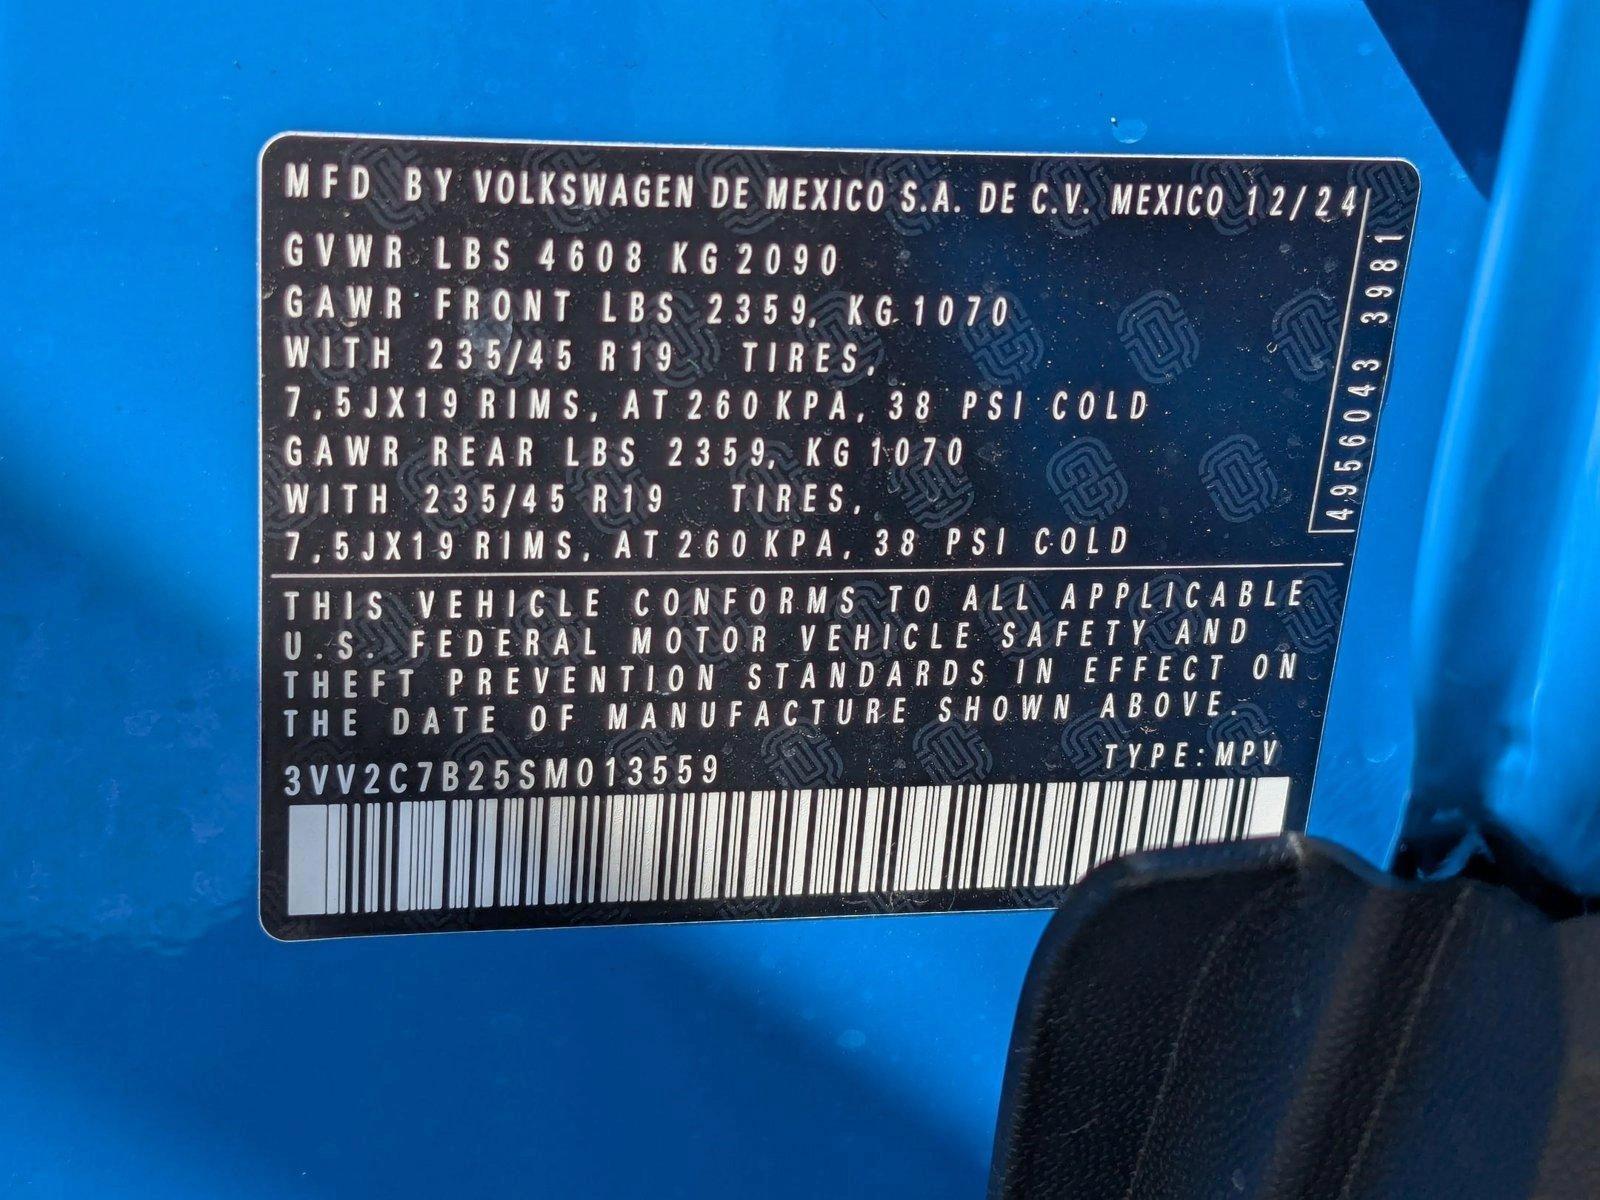 MFD BY VOLKSWAGEN DE MEXICO S.A. DE C.V. MEXICO 12/24
GVWR LBS 4608 KG 2090
GAWR FRONT LBS 2359, KG 1070
WITH 235/45 R19 TIRES,
7,5JX19 RIMS, AT 260 KPA, 38 PSI COLD
GAWR REAR LBS 2359, KG 1070
WITH 235/45 R19 TIRES,
7,5JX19 RIMS, AT 260 KPA, 38 PSI COLD
4956043 3981
THIS VEHICLE CONFORMS TO ALL APPLICABLE
U.S. FEDERAL MOTOR VEHICLE SAFETY AND
THEFT PREVENTION STANDARDS IN EFFECT ON
THE DATE OF MANUFACTURE SHOWN ABOVE.
3VV2C7B25SM013559 TYPE: MPV